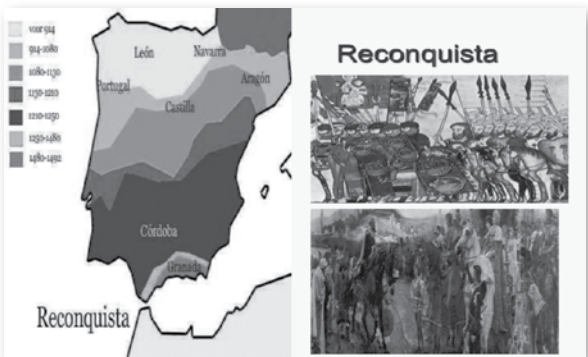 voor 914
914-1080
1080-1130
1130-1210
1210-1250
1250-1480
1480-1492
León
Navarra
Portugal
Aragón
Castilla
Córdoba
Granada
Reconquista
Reconquista